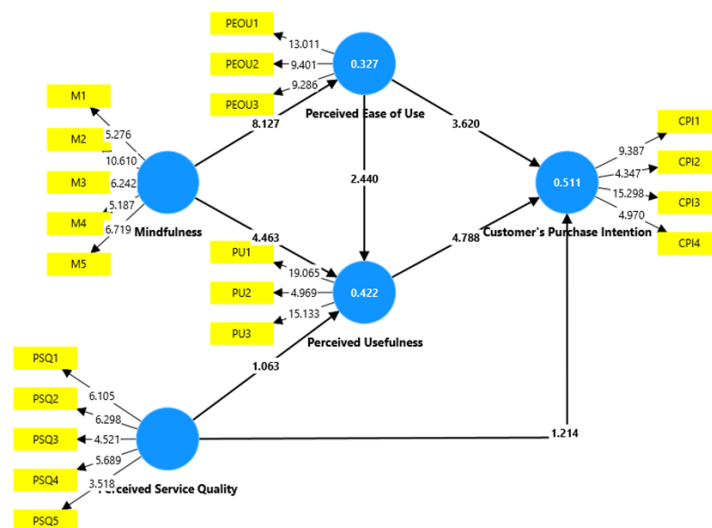 PEOU1
PEOU2
PEOU3
13.011
9.401
9.286
0.327
Perceived Ease of Use
M1
M2
M3
M4
M5
5.276
10.610
6.242
5.187
6.719
Mindfulness
8.127
3.620
2.440
4.463
4.788
CPI1
CPI2
CPI3
CPI4
9.387
4.347
15.298
4.970
0.511
Customer's Purchase Intention
PU1
PU2
PU3
19.065
4.969
15.133
0.422
Perceived Usefulness
1.063
1.214
PSQ1
PSQ2
PSQ3
PSQ4
PSQ5
6.105
6.298
4.521
5.689
3.518
Perceived Service Quality